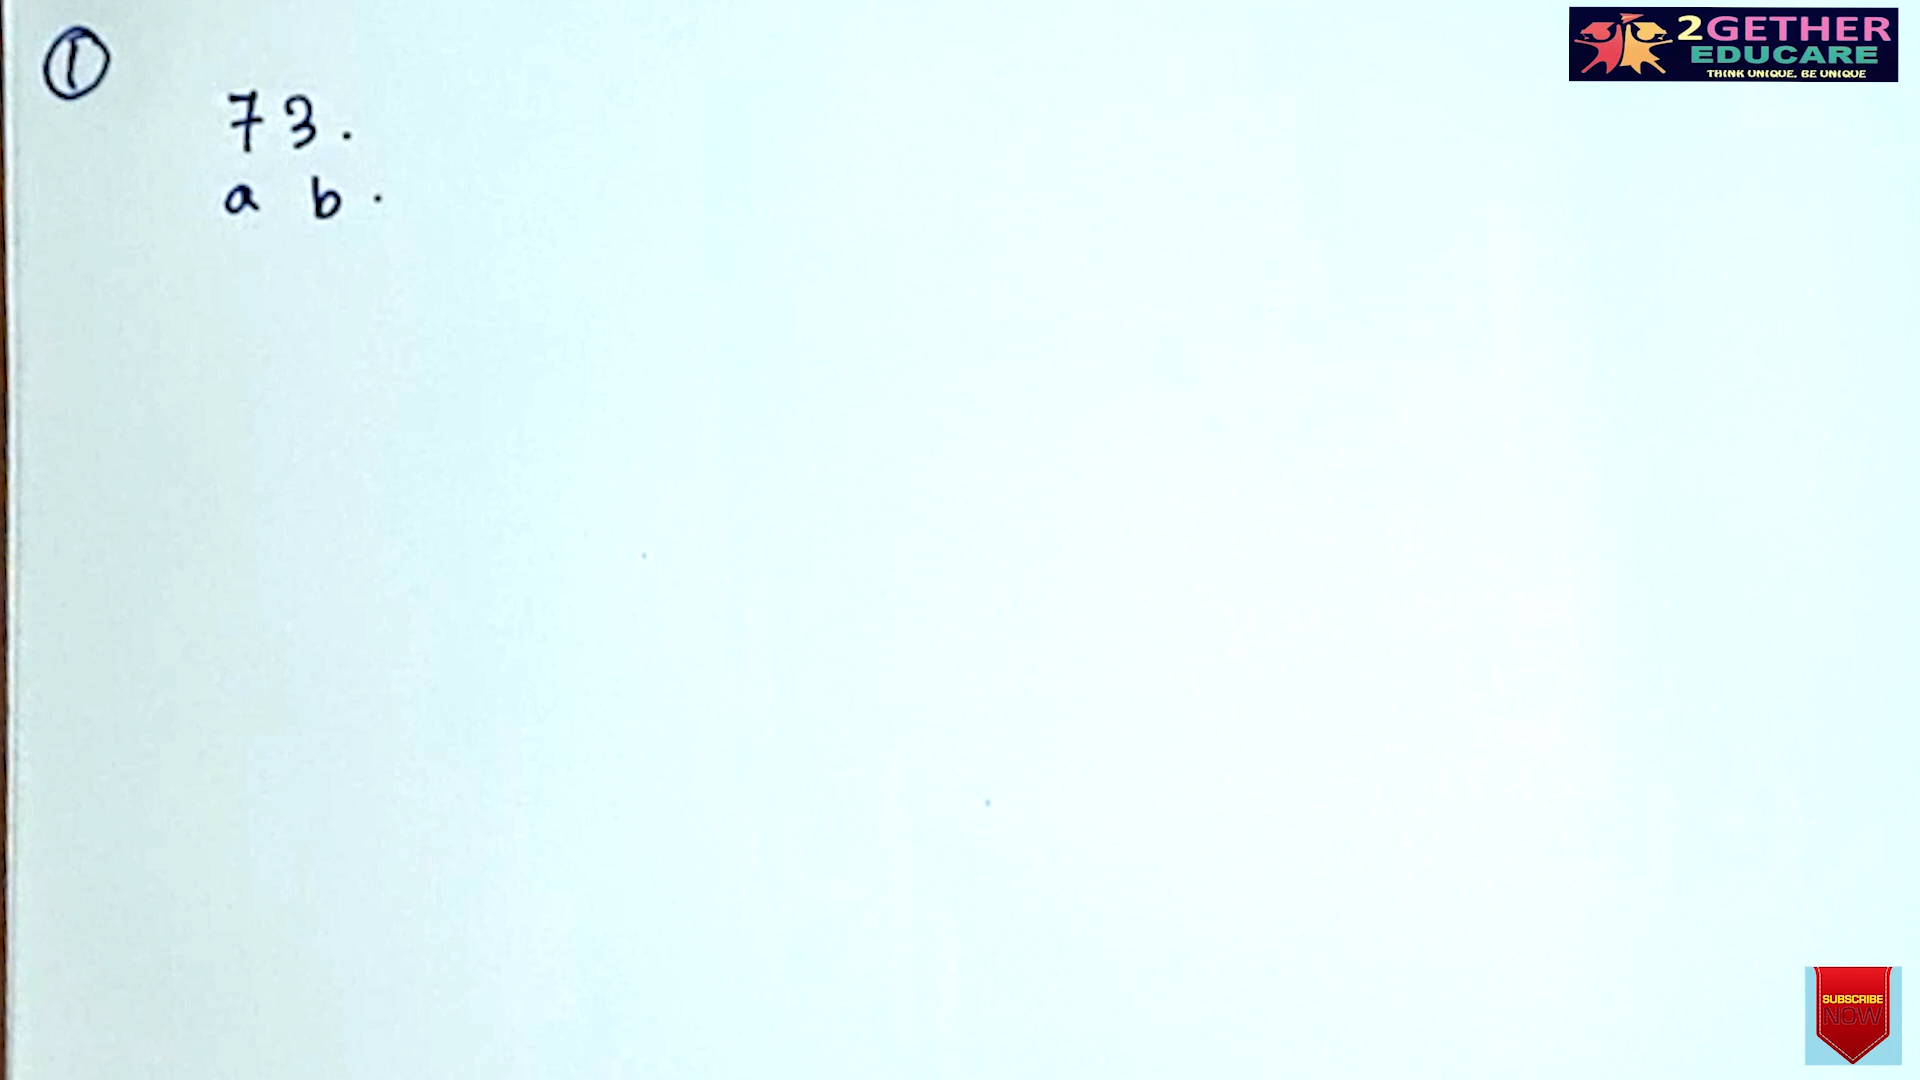 ①
73.
a b.
2GETHER
EDUCARE
THINK UNIQUE, BE UNIQUE
SUBSCRIBE
NOW